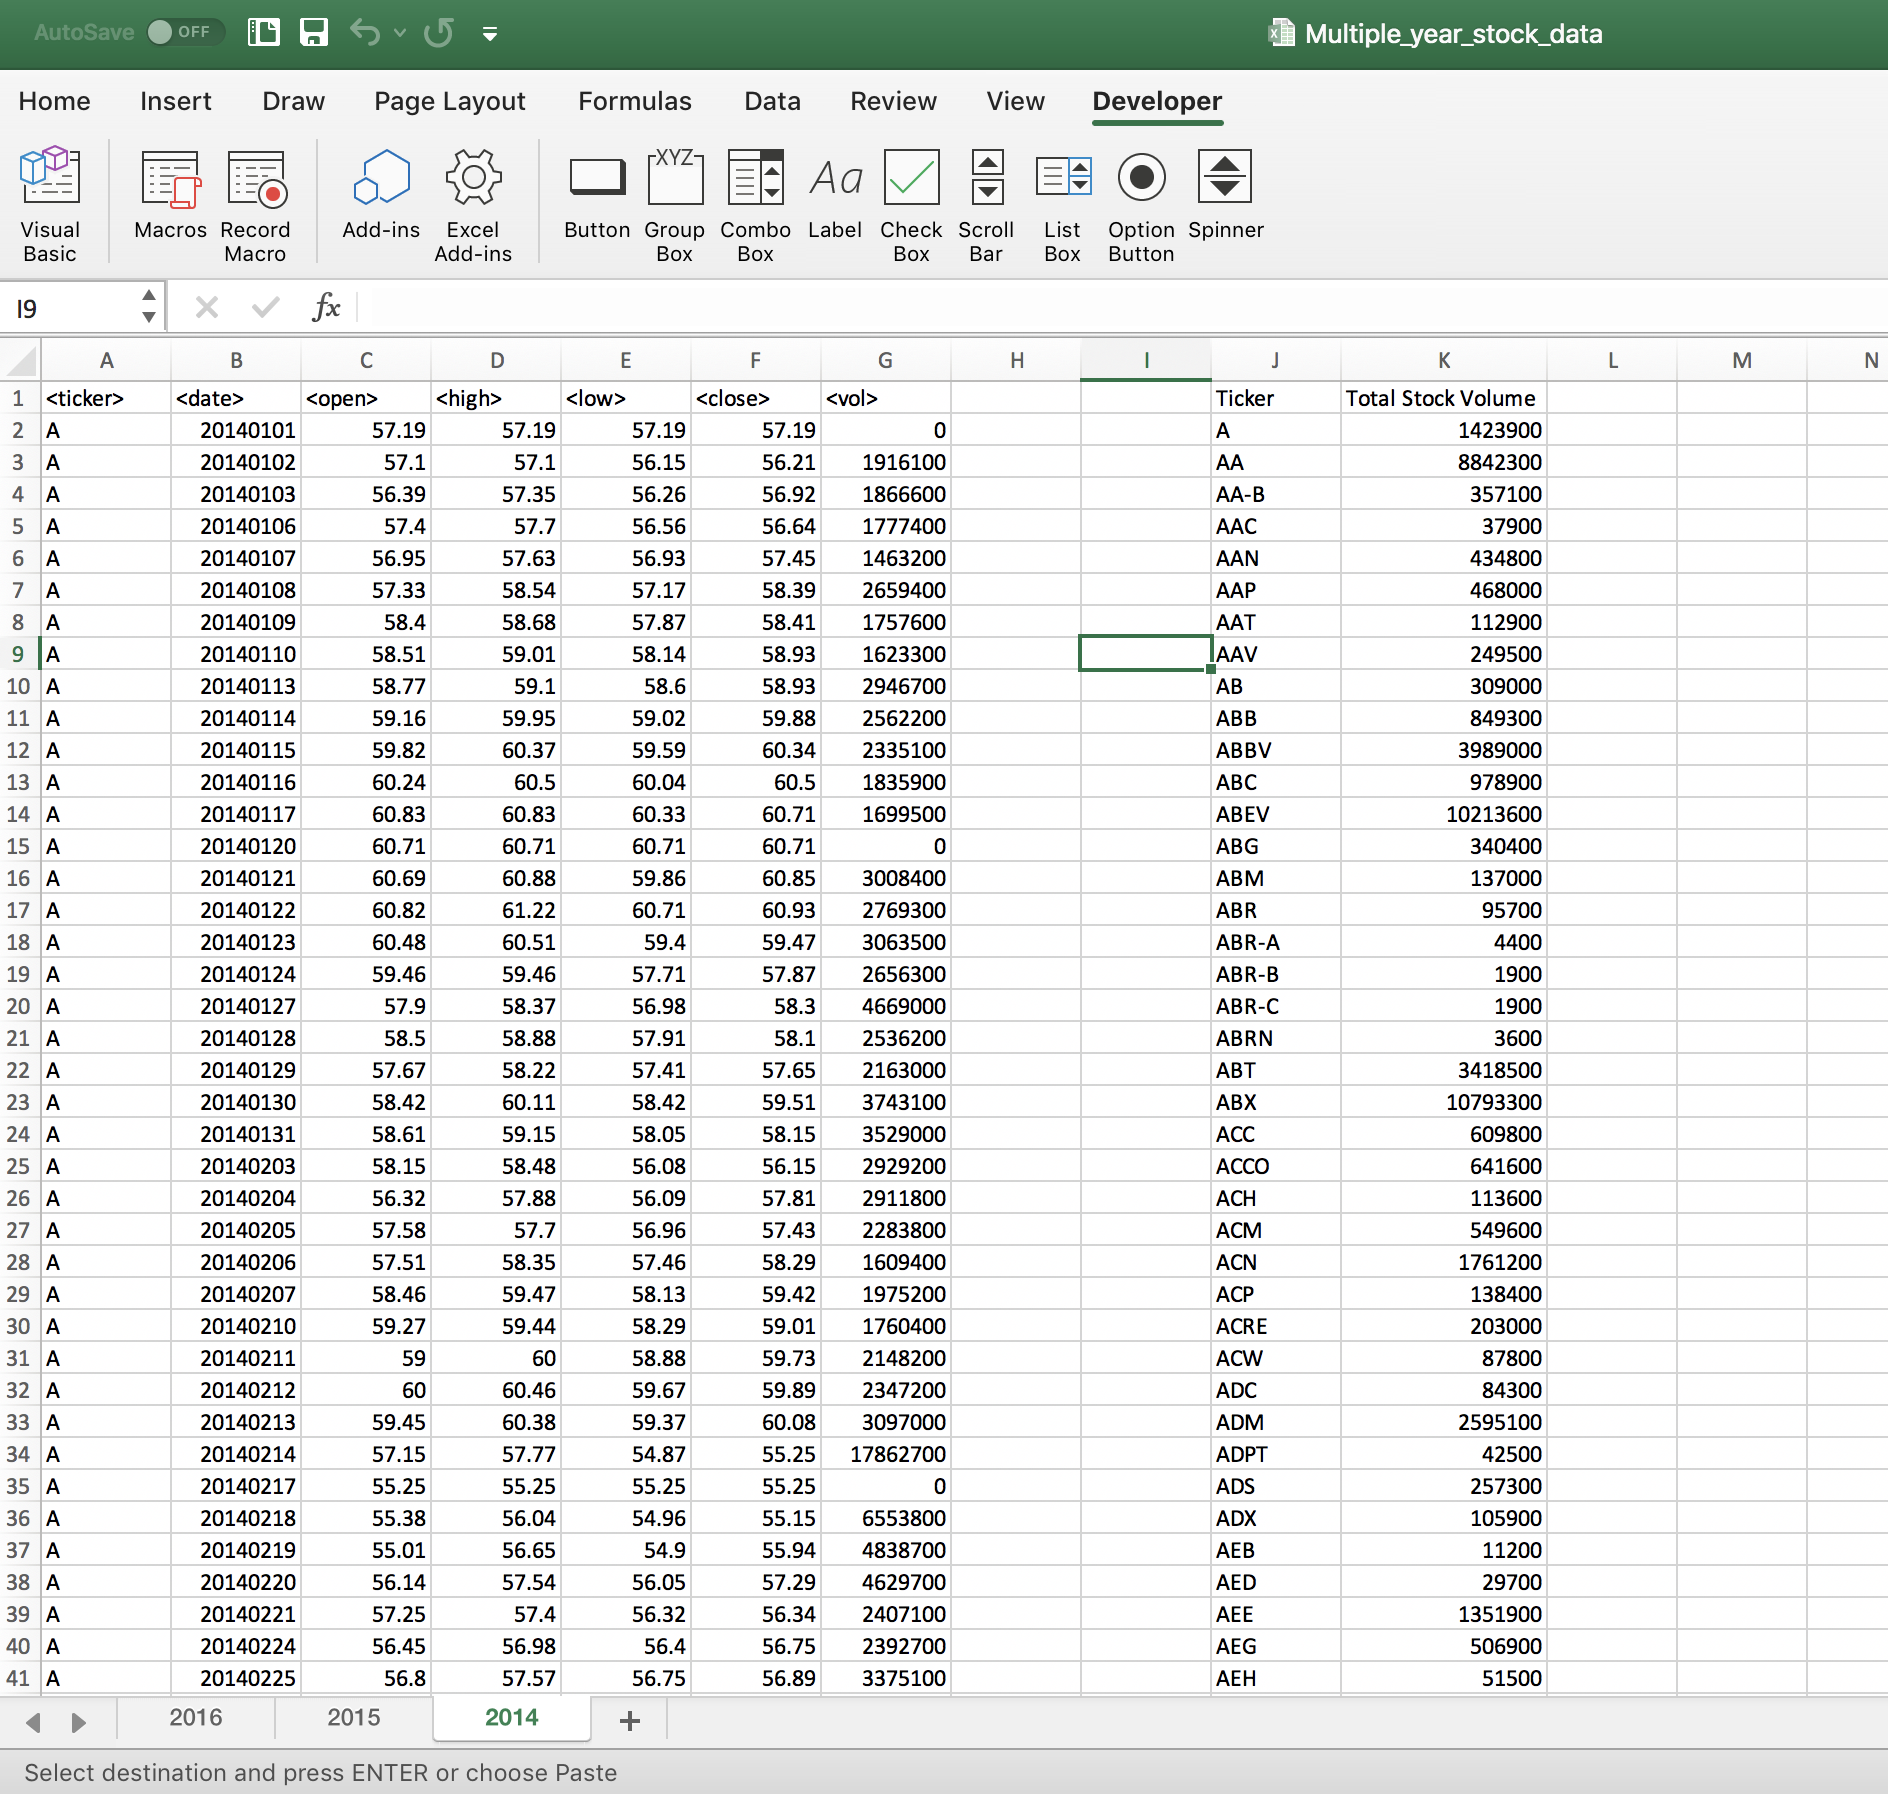 AutoSave OFF Multiple_year_stock_data
Home Insert Draw Page Layout Formulas Data Review View Developer
XYZ Aa
Visual Basic Macros Record Macro Add-ins Excel Add-ins Button Group Box Combo Box Label Check Box Scroll Bar List Box Option Button Spinner
I9 fx
A B C D E F G H I J K L M N
1 <ticker> <date> <open> <high> <low> <close> <vol> Ticker Total Stock Volume
2 A 20140101 57.19 57.19 57.19 57.19 0 A 1423900
3 A 20140102 57.1 57.1 56.15 56.21 1916100 AA 8842300
4 A 20140103 56.39 57.35 56.26 56.92 1866600 AA-B 357100
5 A 20140106 57.4 57.7 56.56 56.64 1777400 AAC 37900
6 A 20140107 56.95 57.63 56.93 57.45 1463200 AAN 434800
7 A 20140108 57.33 58.54 57.17 58.39 2659400 AAP 468000
8 A 20140109 58.4 58.68 57.87 58.41 1757600 AAT 112900
9 A 20140110 58.51 59.01 58.14 58.93 1623300 AAV 249500
10 A 20140113 58.77 59.1 58.6 58.93 2946700 AB 309000
11 A 20140114 59.16 59.95 59.02 59.88 2562200 ABB 849300
12 A 20140115 59.82 60.37 59.59 60.34 2335100 ABBV 3989000
13 A 20140116 60.24 60.5 60.04 60.5 1835900 ABC 978900
14 A 20140117 60.83 60.83 60.33 60.71 1699500 ABEV 10213600
15 A 20140120 60.71 60.71 60.71 60.71 0 ABG 340400
16 A 20140121 60.69 60.88 59.86 60.85 3008400 ABM 137000
17 A 20140122 60.82 61.22 60.71 60.93 2769300 ABR 95700
18 A 20140123 60.48 60.51 59.4 59.47 3063500 ABR-A 4400
19 A 20140124 59.46 59.46 57.71 57.87 2656300 ABR-B 1900
20 A 20140127 57.9 58.37 56.98 58.3 4669000 ABR-C 1900
21 A 20140128 58.5 58.88 57.91 58.1 2536200 ABRN 3600
22 A 20140129 57.67 58.22 57.41 57.65 2163000 ABT 3418500
23 A 20140130 58.42 60.11 58.42 59.51 3743100 ABX 10793300
24 A 20140131 58.61 59.15 58.05 58.15 3529000 ACC 609800
25 A 20140203 58.15 58.48 56.08 56.15 2929200 ACCO 641600
26 A 20140204 56.32 57.88 56.09 57.81 2911800 ACH 113600
27 A 20140205 57.58 57.7 56.96 57.43 2283800 ACM 549600
28 A 20140206 57.51 58.35 57.46 58.29 1609400 ACN 1761200
29 A 20140207 58.46 59.47 58.13 59.42 1975200 ACP 138400
30 A 20140210 59.27 59.44 58.29 59.01 1760400 ACRE 203000
31 A 20140211 59 60 58.88 59.73 2148200 ACW 87800
32 A 20140212 60 60.46 59.67 59.89 2347200 ADC 84300
33 A 20140213 59.45 60.38 59.37 60.08 3097000 ADM 2595100
34 A 20140214 57.15 57.77 54.87 55.25 17862700 ADPT 42500
35 A 20140217 55.25 55.25 55.25 55.25 0 ADS 257300
36 A 20140218 55.38 56.04 54.96 55.15 6553800 ADX 105900
37 A 20140219 55.01 56.65 54.9 55.94 4838700 AEB 11200
38 A 20140220 56.14 57.54 56.05 57.29 4629700 AED 29700
39 A 20140221 57.25 57.4 56.32 56.34 2407100 AEE 1351900
40 A 20140224 56.45 56.98 56.4 56.75 2392700 AEG 506900
41 A 20140225 56.8 57.57 56.75 56.89 3375100 AEH 51500
2016 2015 2014 +
Select destination and press ENTER or choose Paste